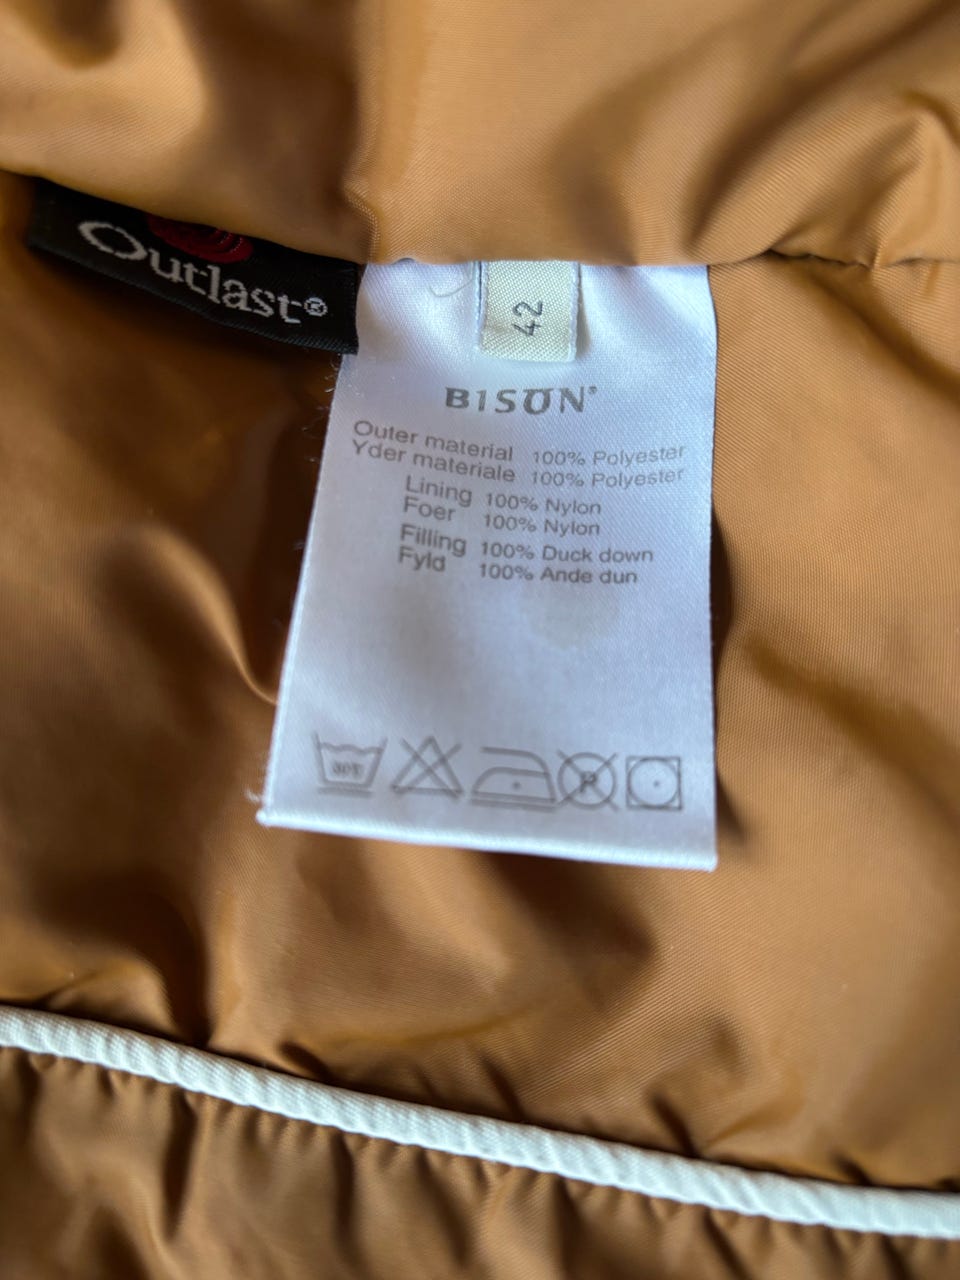 Outlast®
42
BISON®
Outer material 100% Polyester
Yder materiale 100% Polyester
Lining 100% Nylon
Foer 100% Nylon
Filling 100% Duck down
Fyld 100% Ande dun
30°
P